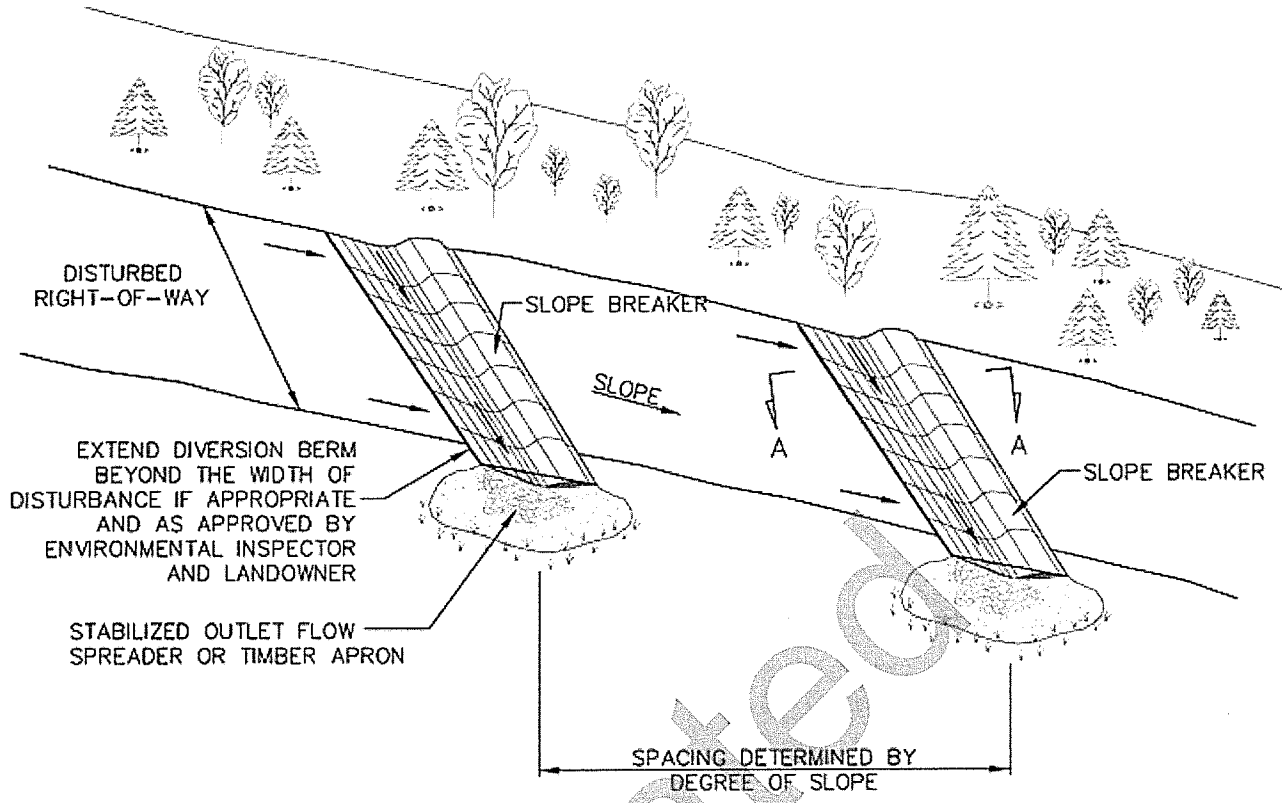 DISTURBED
RIGHT-OF-WAY
SLOPE BREAKER
SLOPE
A
A
SLOPE BREAKER
EXTEND DIVERSION BERM
BEYOND THE WIDTH OF
DISTURBANCE IF APPROPRIATE
AND AS APPROVED BY
ENVIRONMENTAL INSPECTOR
AND LANDOWNER
STABILIZED OUTLET FLOW
SPREADER OR TIMBER APRON
SPACING DETERMINED BY
DEGREE OF SLOPE